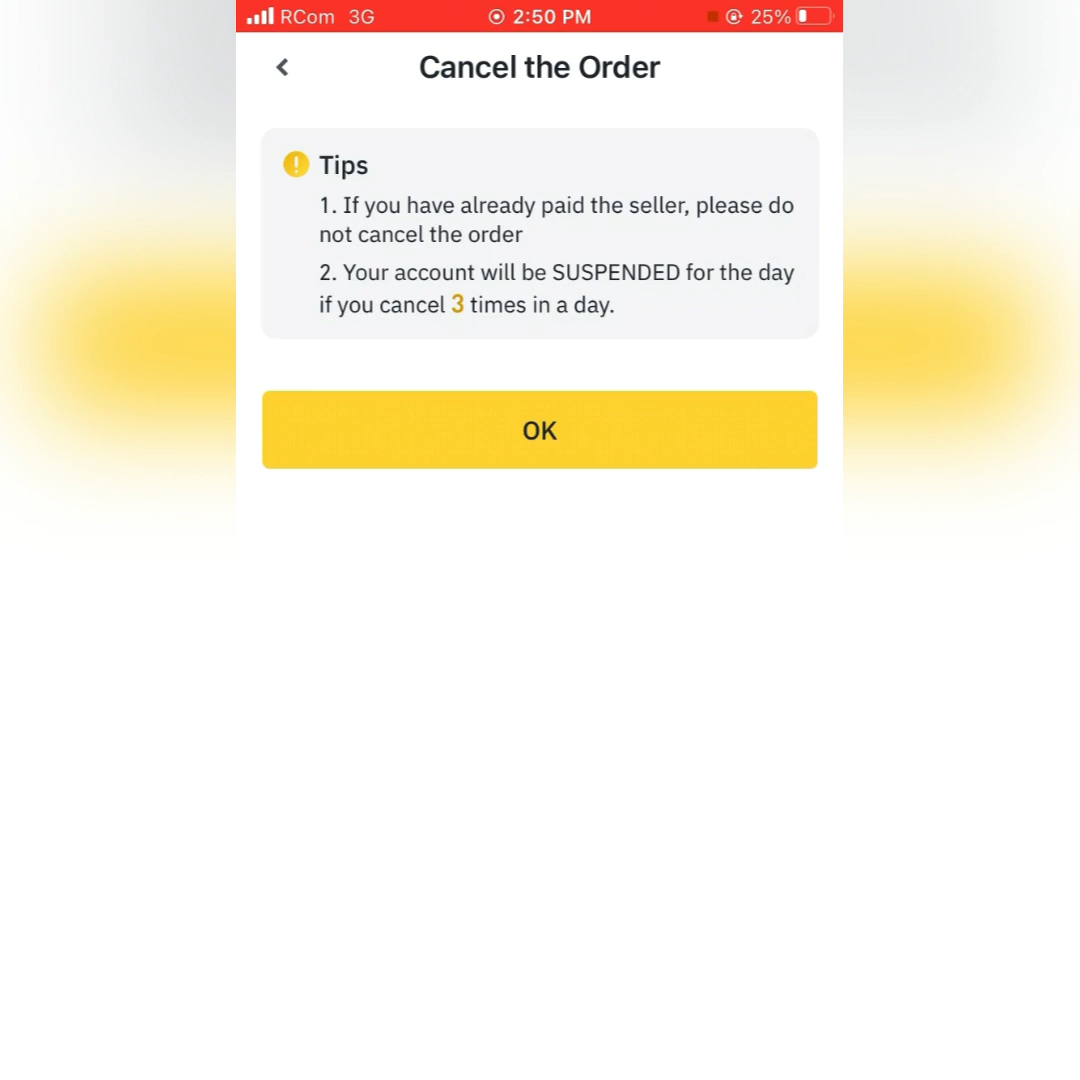 RCom 3G 2:50 PM 25%
Cancel the Order
Tips
1. If you have already paid the seller, please do
not cancel the order
2. Your account will be SUSPENDED for the day
if you cancel 3 times in a day.
OK